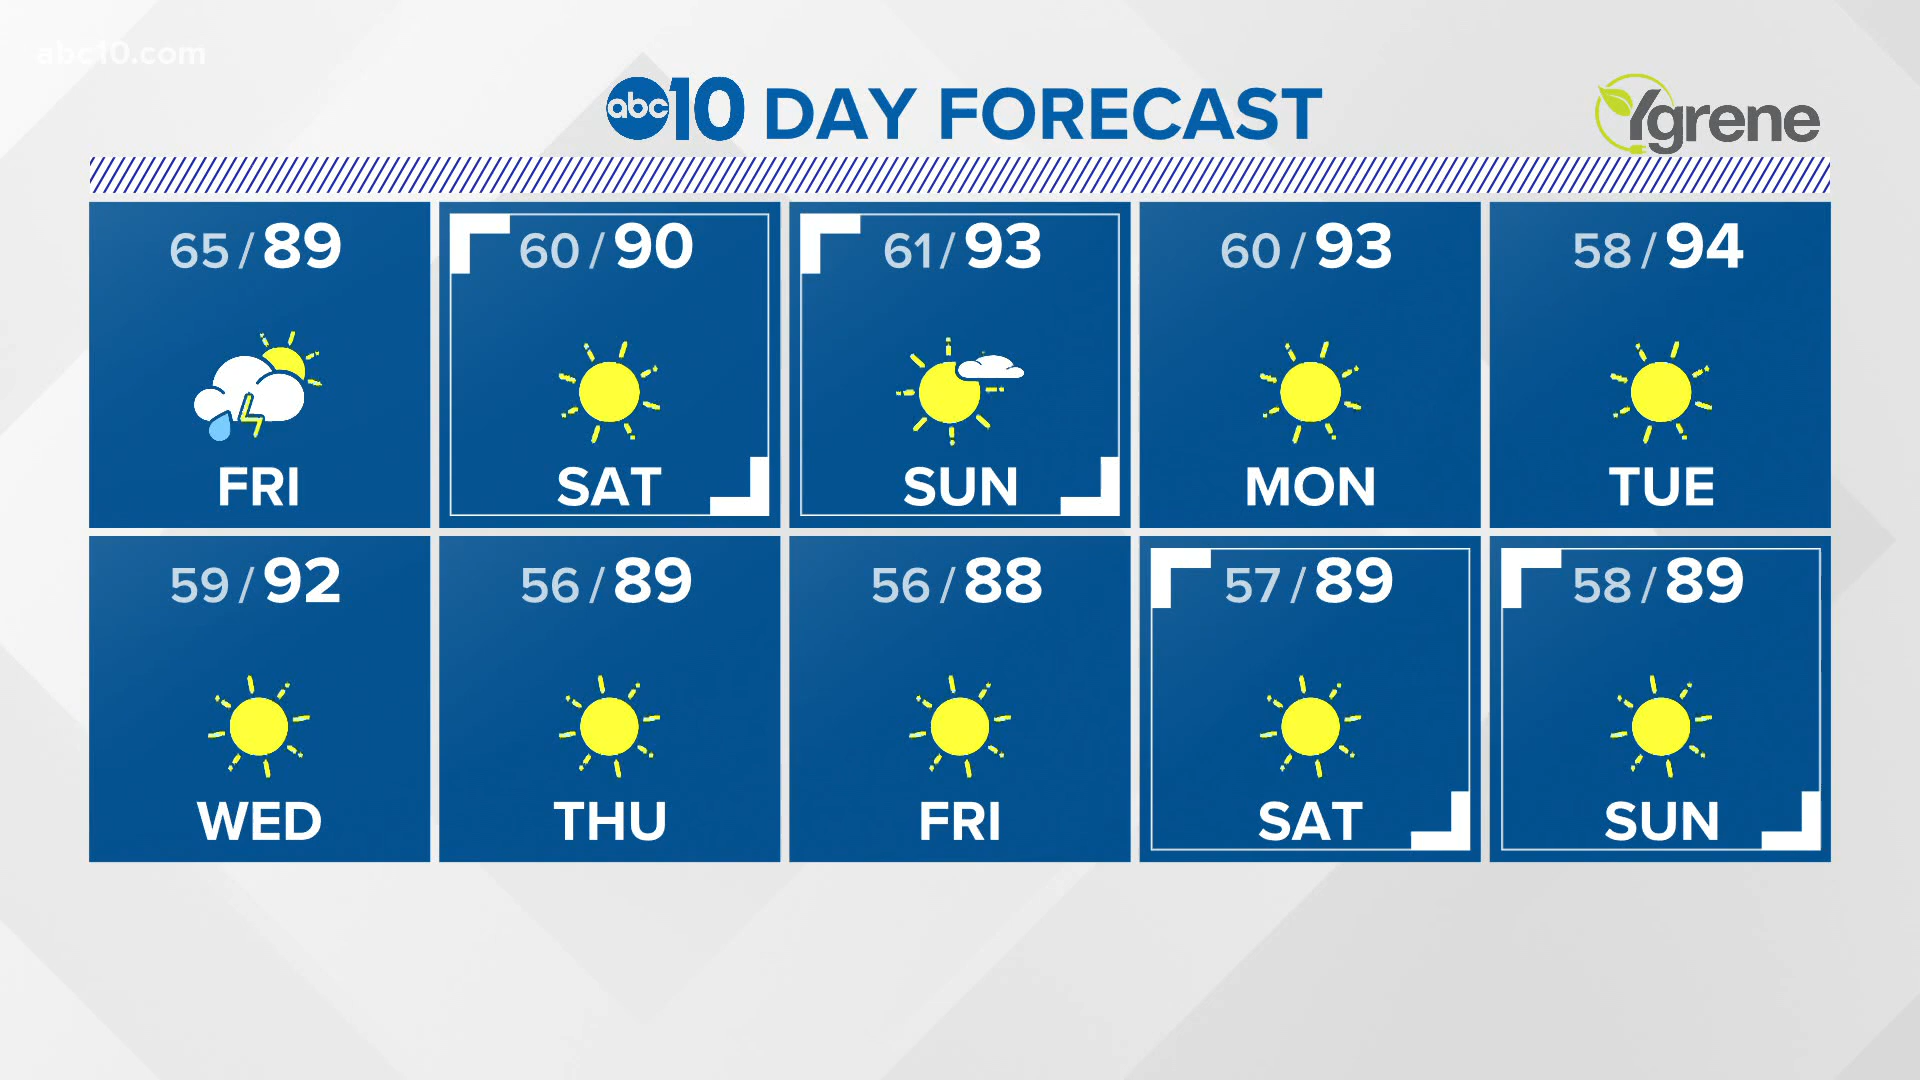 abc10.com
abc10 DAY FORECAST
Ygrene
65/89 60/90 61/93 60/93 58/94
FRI SAT SUN MON TUE
59/92 56/89 56/88 57/89 58/89
WED THU FRI SAT SUN